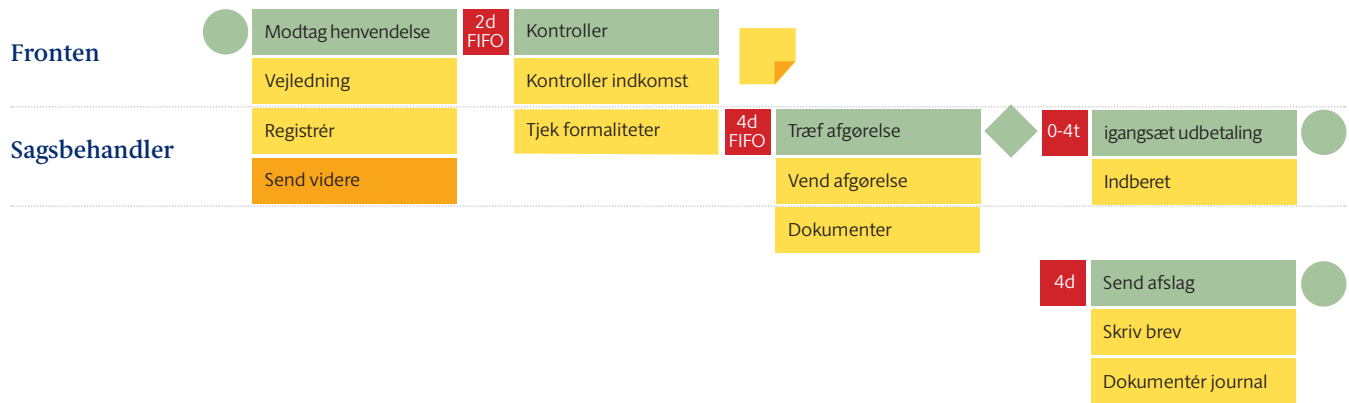 Fronten
Modtag henvendelse
Vejledning
Registrér
Send videre
2d
FIFO
Kontroller
Kontroller indkomst
Tjek formaliteter
Sagsbehandler
4d
FIFO
Træf afgørelse
Vend afgørelse
Dokumenter
0-4t
igangsæt udbetaling
Indberet
4d
Send afslag
Skriv brev
Dokumentér journal